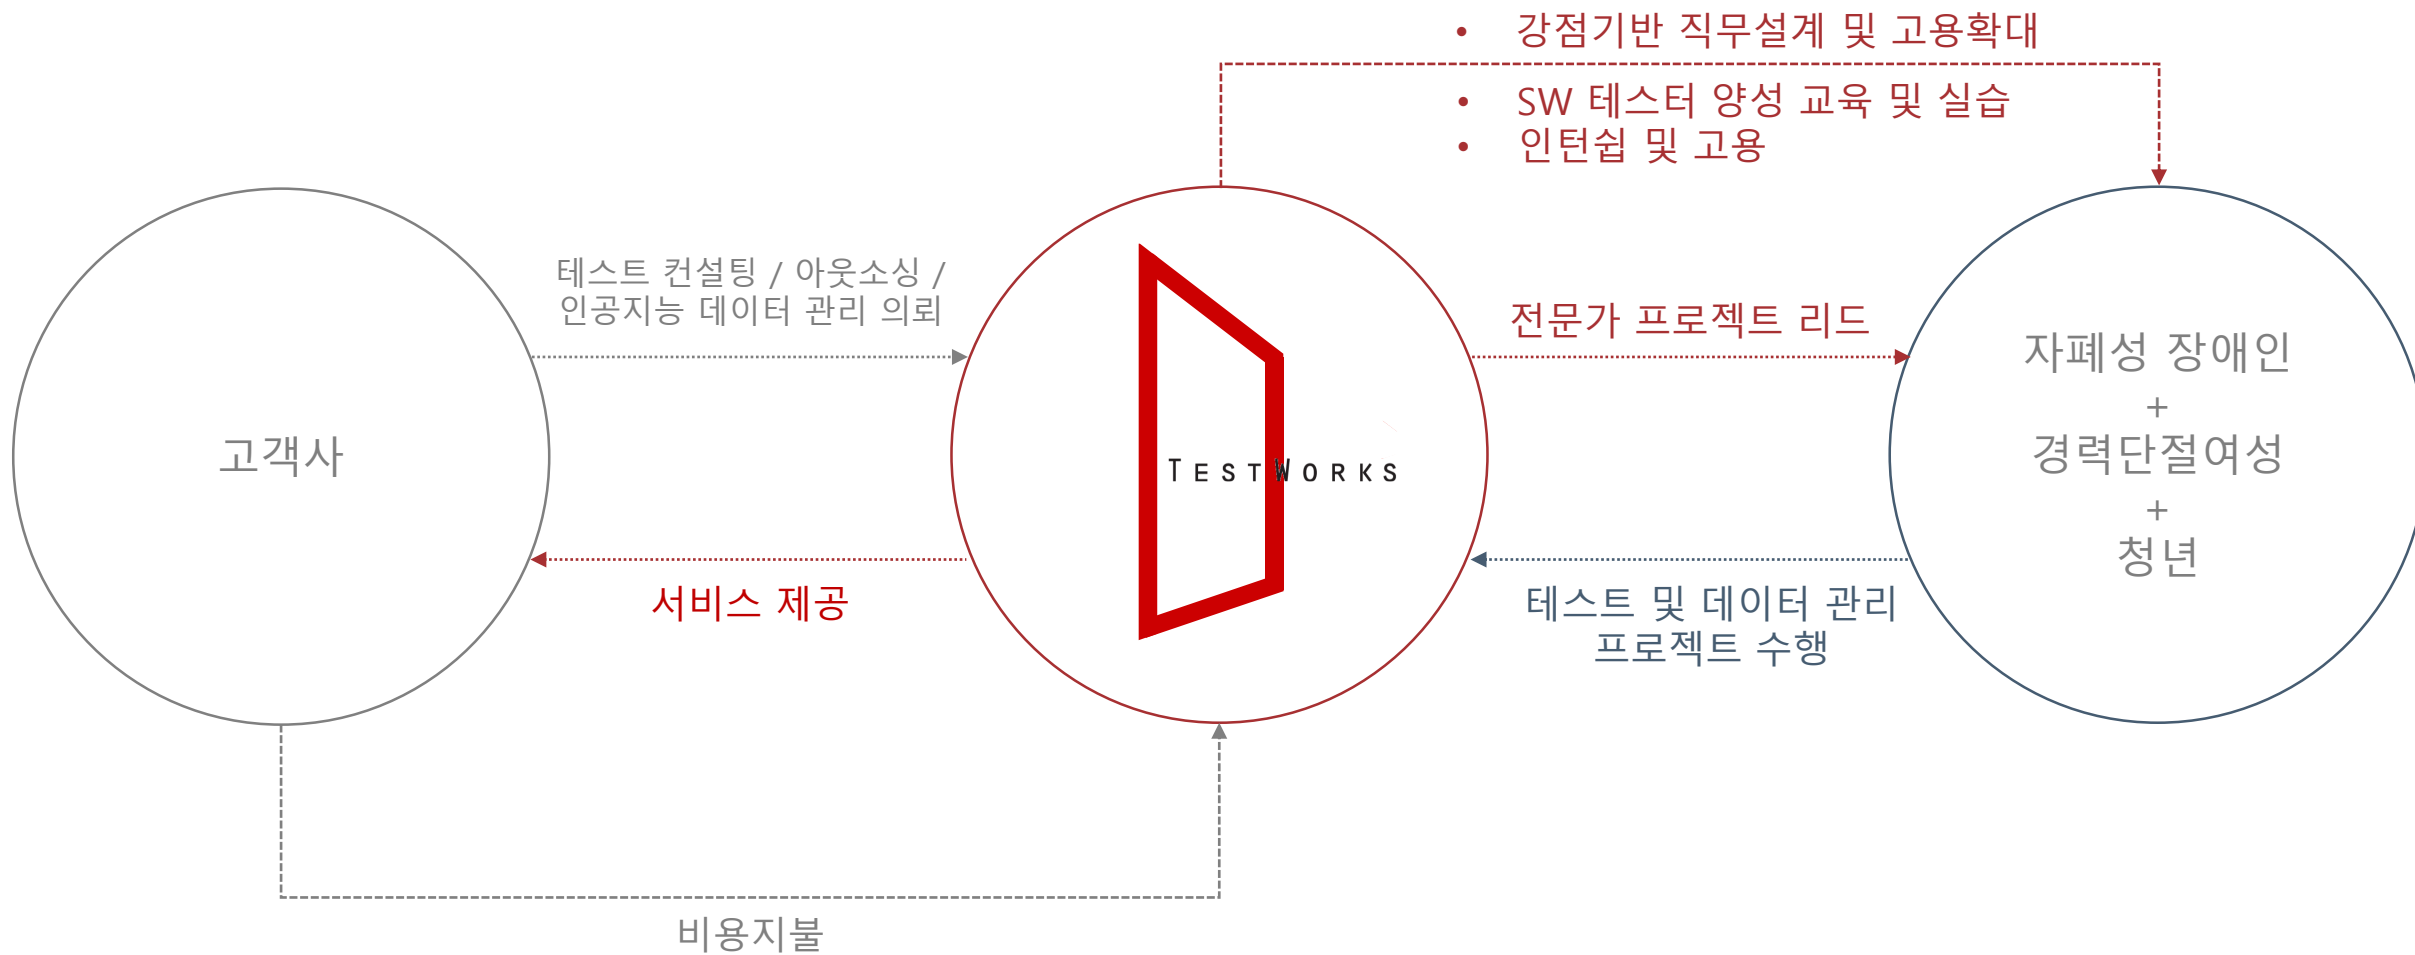 • 강점기반 직무설계 및 고용확대
• SW 테스터 양성 교육 및 실습
• 인턴쉽 및 고용
테스트 컨설팅 / 아웃소싱 /
인공지능 데이터 관리 의뢰
전문가 프로젝트 리드
고객사
TESTWORKS
자폐성 장애인
+
경력단절여성
+
청년
서비스 제공
테스트 및 데이터 관리
프로젝트 수행
비용지불